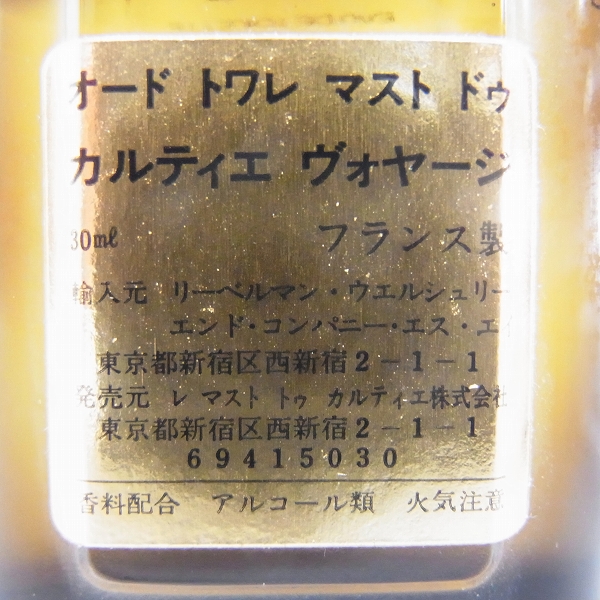 オード トワレ マスト ドゥ
カルティエ ヴォヤージ
30ml フランス製
輸入元 リーベルマン・ウエルシュリー
エンド・コンパニー・エス・エイ
東京都新宿区西新宿2-1-1
発売元 レ マスト トゥ カルティエ株式会社
東京都新宿区西新宿2-1-1
69415030
香料配合 アルコール類 火気注意